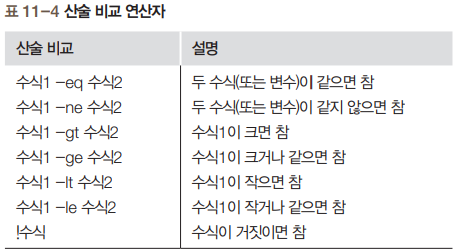 표 11-4 산술 비교 연산자
산술 비교 설명
수식1 -eq 수식2 두 수식(또는 변수)이 같으면 참
수식1 -ne 수식2 두 수식(또는 변수)이 같지 않으면 참
수식1 -gt 수식2 수식1이 크면 참
수식1 -ge 수식2 수식1이 크거나 같으면 참
수식1 -lt 수식2 수식1이 작으면 참
수식1 -le 수식2 수식1이 작거나 같으면 참
!수식 수식이 거짓이면 참